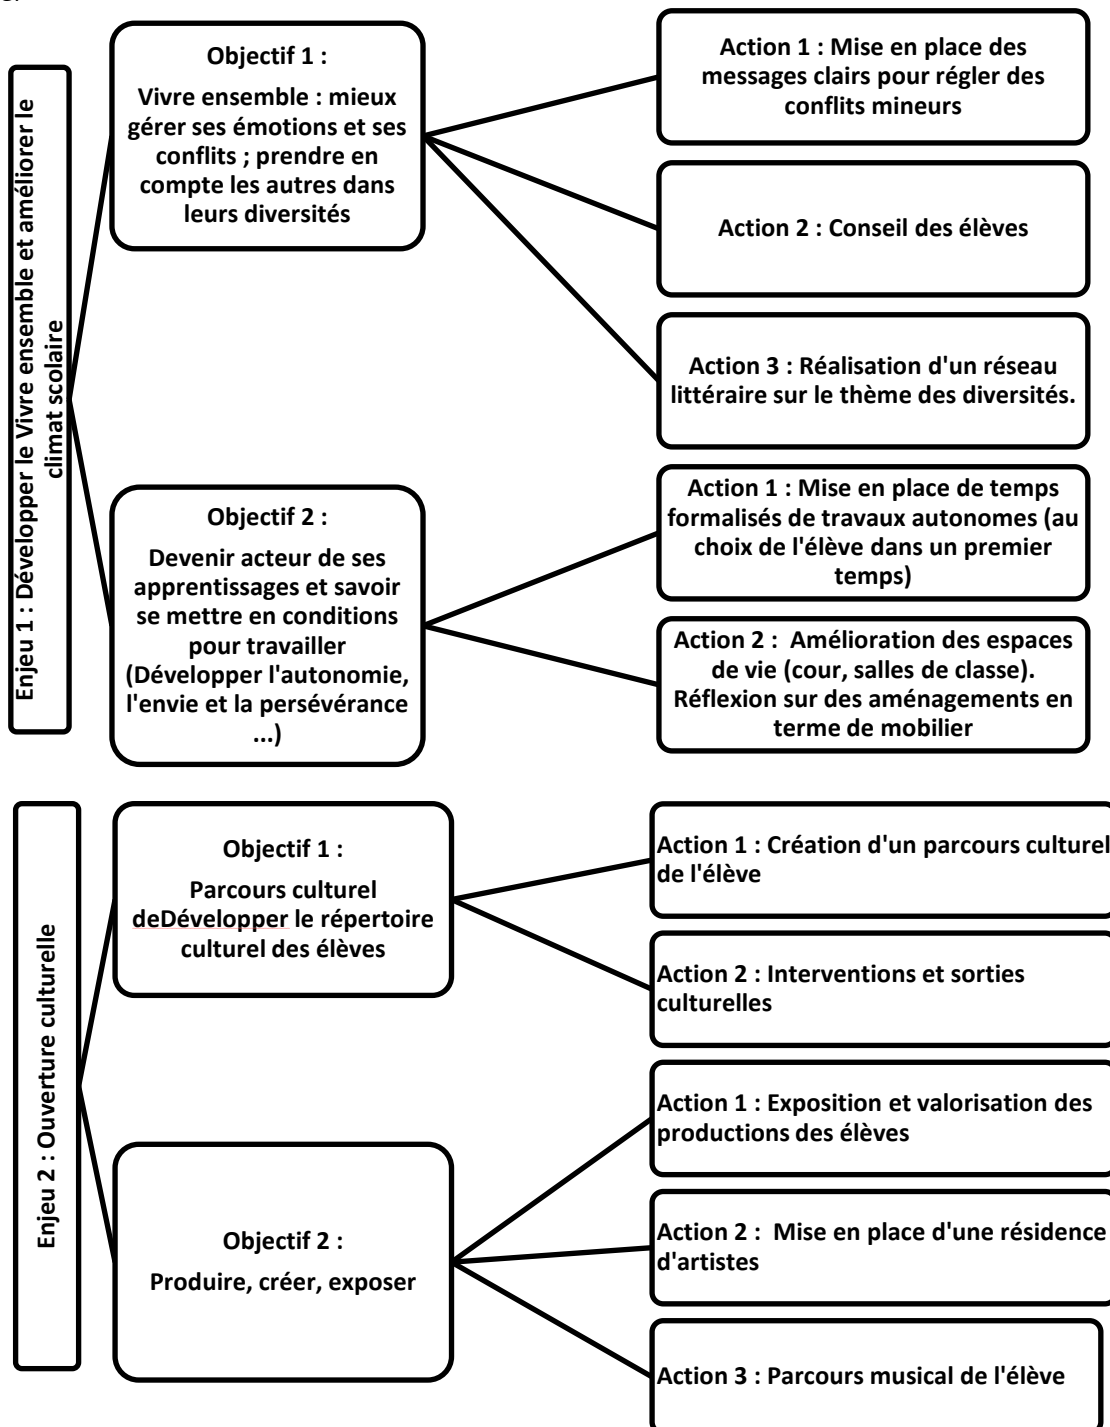 Enjeu 1 : Développer le Vivre ensemble et améliorer le
climat scolaire
Objectif 1 :
Vivre ensemble : mieux
gérer ses émotions et ses
conflits ; prendre en
compte les autres dans
leurs diversités
Action 1 : Mise en place des
messages clairs pour régler des
conflits mineurs
Action 2 : Conseil des élèves
Action 3 : Réalisation d'un réseau
littéraire sur le thème des diversités.
Objectif 2 :
Devenir acteur de ses
apprentissages et savoir
se mettre en conditions
pour travailler
(Développer l'autonomie,
l'envie et la persévérance
...)
Action 1 : Mise en place de temps
formalisés de travaux autonomes (au
choix de l'élève dans un premier
temps)
Action 2 :  Amélioration des espaces
de vie (cour, salles de classe).
Réflexion sur des aménagements en
terme de mobilier
Enjeu 2 : Ouverture culturelle
Objectif 1 :
Parcours culturel
deDévelopper le répertoire
culturel des élèves
Action 1 : Création d'un parcours culturel
de l'élève
Action 2 : Interventions et sorties
culturelles
Objectif 2 :
Produire, créer, exposer
Action 1 : Exposition et valorisation des
productions des élèves
Action 2 :  Mise en place d'une résidence
d'artistes
Action 3 : Parcours musical de l'élève